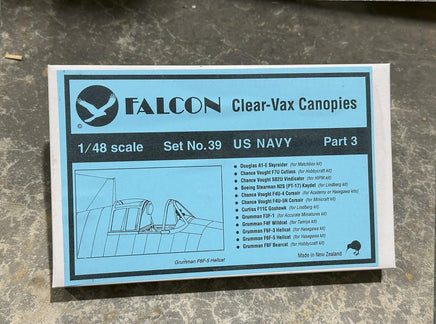 FALCON Clear-Vax Canopies
1/48 scale Set No.39 US NAVY Part 3
Douglas A1-E Skyraider (for Matchbox kit)
Chance Vought F7U Cutlass (for Hobbycraft kit)
Chance Vought SB2U Vindicator (for HIPM kit)
Boeing Stearman N2S (PT-17) Kaydet (for Lindberg kit)
Chance Vought F4U-4 Corsair (for Academy or Hasegawa kits)
Chance Vought F4U-5N Corsair (for Minicraft kit)
Curtiss F11C Goshawk (for Lindberg kit)
Grumman F3F-1 (for Accurate Miniatures kit)
Grumman F4F Wildcat (for Tamiya kit)
Grumman F6F-3 Hellcat (for Hasegawa kit)
Grumman F6F-5 Hellcat (for Hasegawa kit)
Grumman F8F Bearcat (for Hobbycraft kit)
Grumman F6F-5 Hellcat
Made in New Zealand